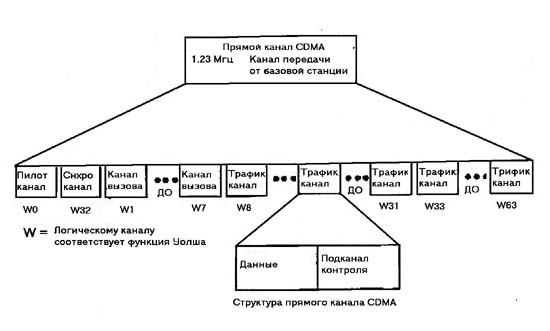 Прямой канал CDMA
1.23 Мгц Канал передачи
от базовой станции
Пилот канал
Снхро канал
Канал вызова
ДО
Канал вызова
Трафик канал
Трафик канал
ДО
Трафик канал
Трафик канал
ДО
Трифик канал
W0 W32 W1 W7 W8 W31 W33 W63
W = Логическому каналу
соответствует функция Уолша
Данные
Подканал
контроля
Структура прямого канала CDMA